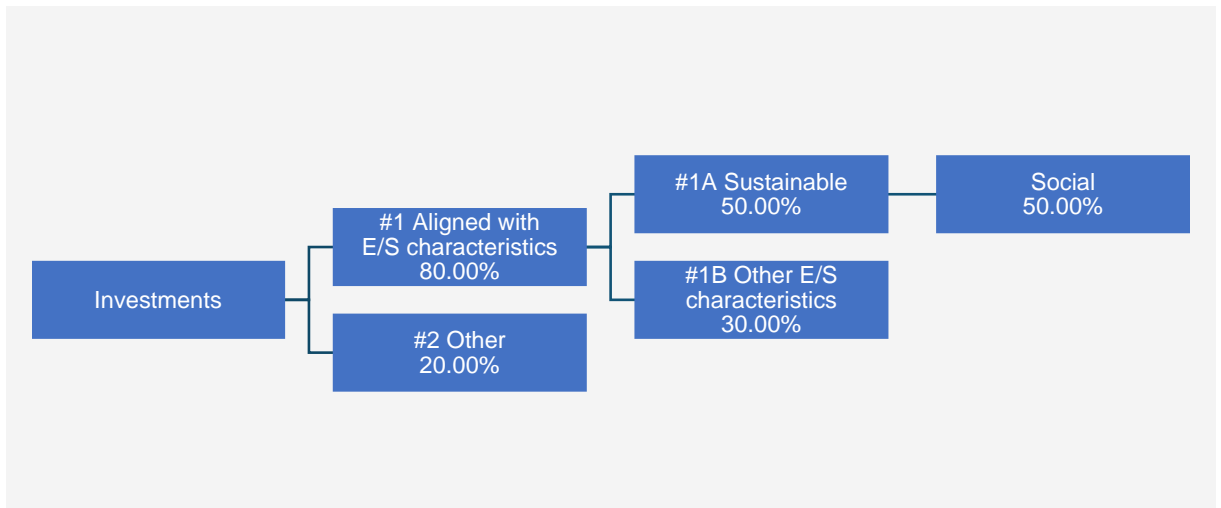 Investments
#1 Aligned with
E/S characteristics
80.00%
#2 Other
20.00%
#1A Sustainable
50.00%
#1B Other E/S
characteristics
30.00%
Social
50.00%